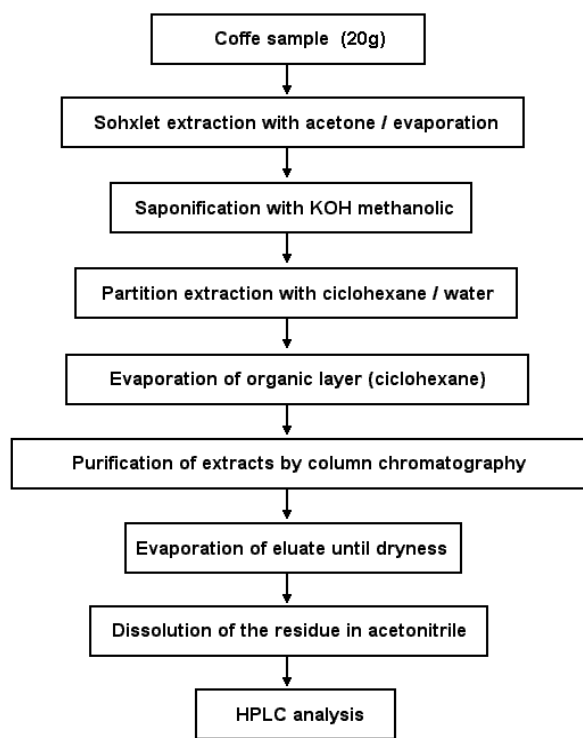 Coffe sample (20g)
Sohxlet extraction with acetone / evaporation
Saponification with KOH methanolic
Partition extraction with ciclohexane / water
Evaporation of organic layer (ciclohexane)
Purification of extracts by column chromatography
Evaporation of eluate until dryness
Dissolution of the residue in acetonitrile
HPLC analysis